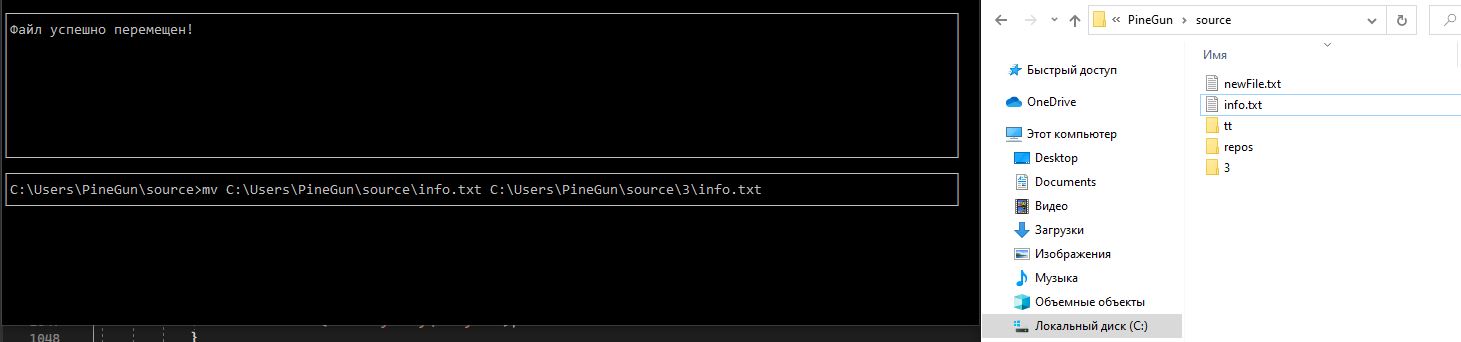 Файл успешно перемещен!
C:\Users\PineGun\source>mv C:\Users\PineGun\source\info.txt C:\Users\PineGun\source\3\info.txt
1048 }
« PineGun › source
Быстрый доступ
OneDrive
Этот компьютер
Desktop
Documents
Видео
Загрузки
Изображения
Музыка
Объемные объекты
Локальный диск (C:)
Имя
newFile.txt
info.txt
tt
repos
3